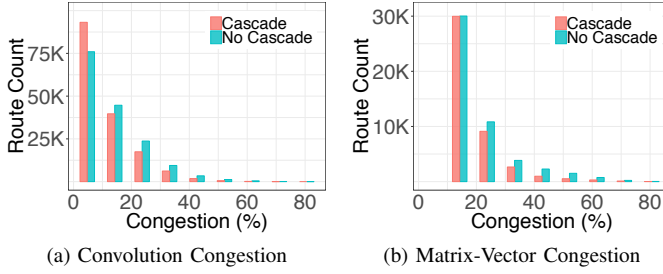 Cascade
No Cascade
Route Count
75K
50K
25K
0 20 40 60 80
Congestion (%)
(a) Convolution Congestion
Cascade
No Cascade
Route Count
30K
20K
10K
0 20 40 60 80
Congestion (%)
(b) Matrix-Vector Congestion